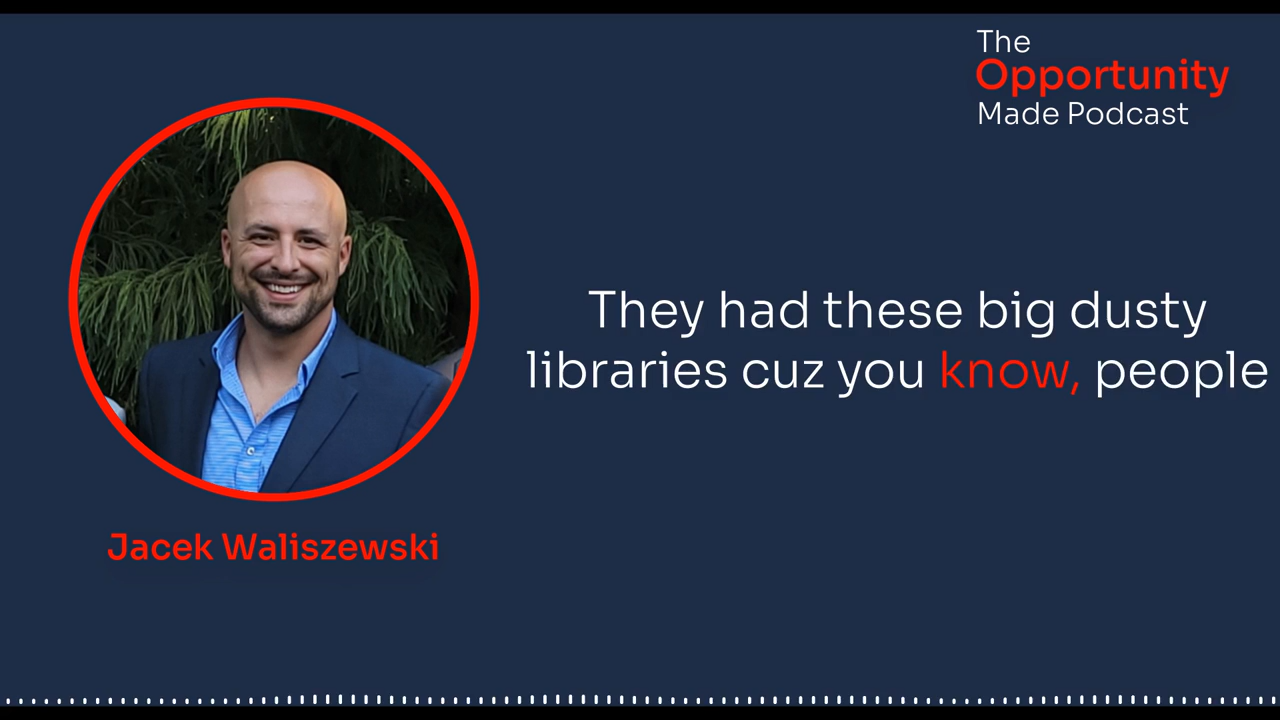 The
Opportunity
Made Podcast
They had these big dusty
libraries cuz you know, people
Jacek Waliszewski